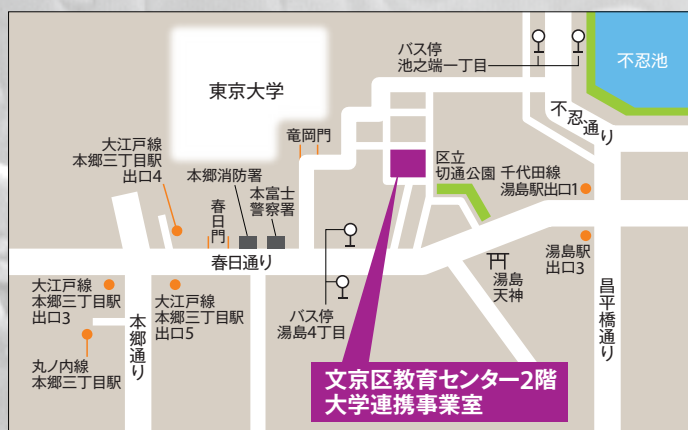 バス停
池之端一丁目
不忍池
東京大学
不忍通り
竜岡門
大江戸線
本郷三丁目駅
出口4
本郷消防署
本富士
警察署
春日門
区立
切通公園
千代田線
湯島駅出口1
春日通り
湯島
天神
湯島駅
出口3
大江戸線
本郷三丁目駅
出口3
大江戸線
本郷三丁目駅
出口5
バス停
湯島4丁目
本郷通り
昌平橋通り
丸ノ内線
本郷三丁目駅
文京区教育センター2階
大学連携事業室